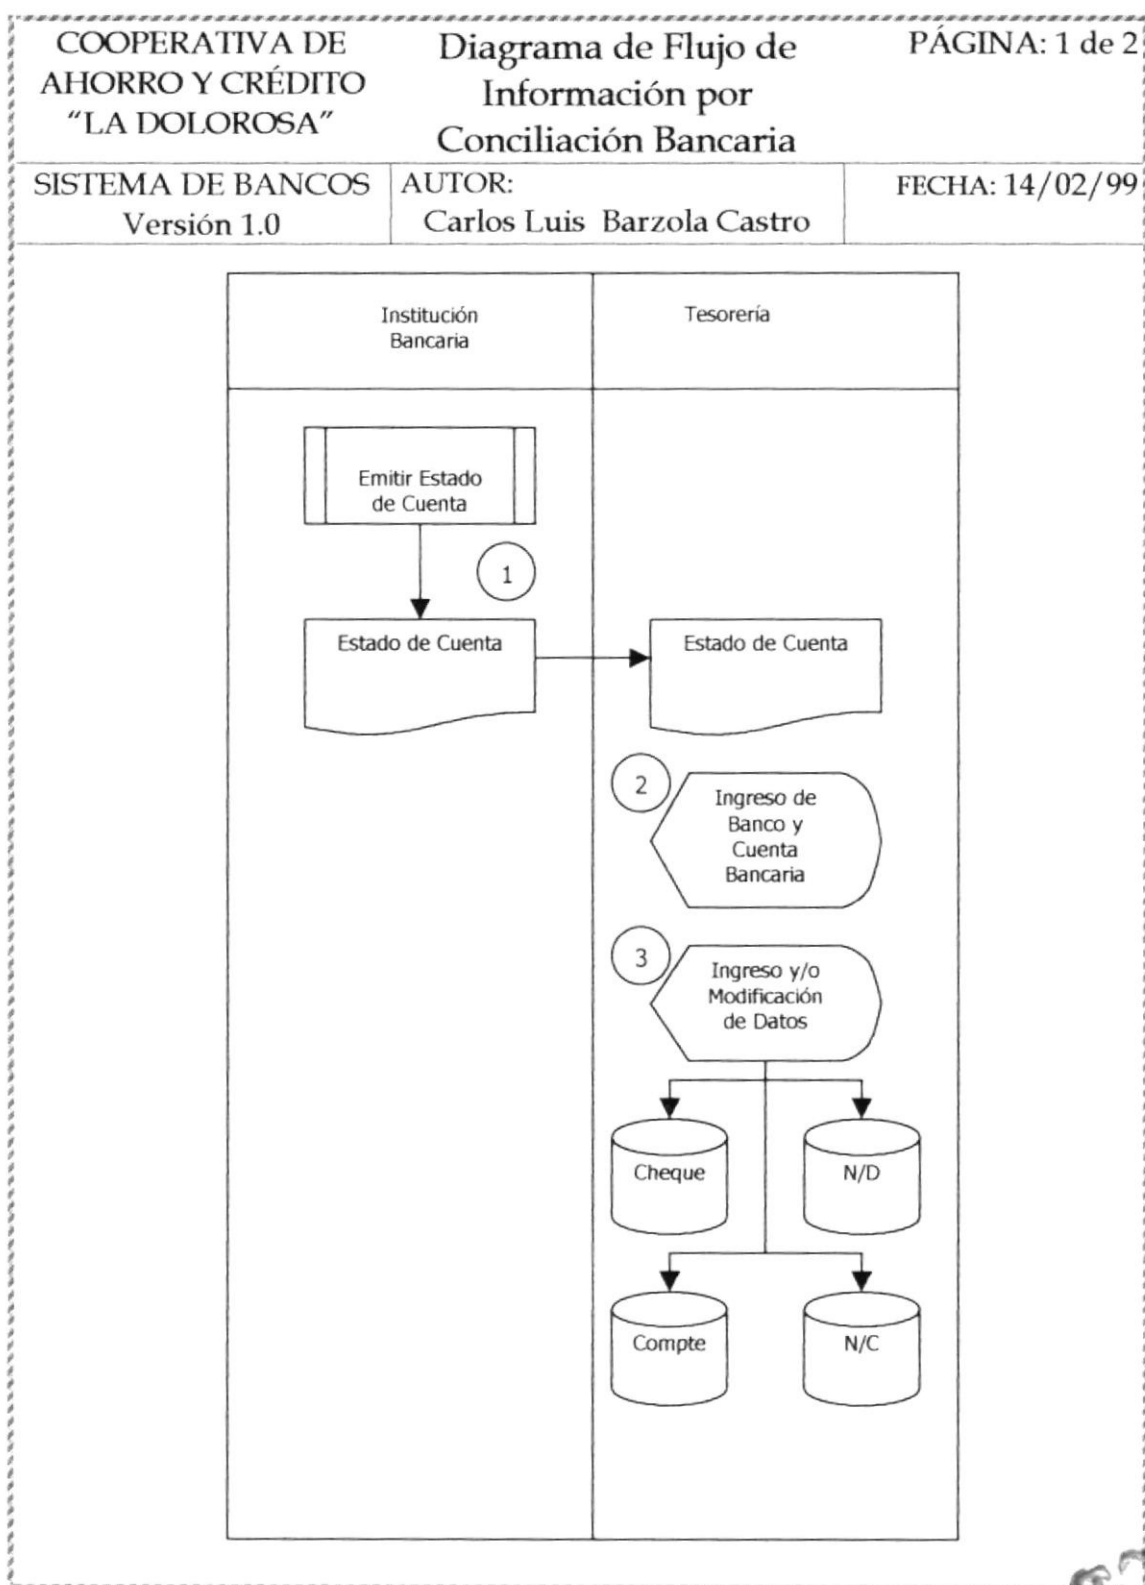 COOPERATIVA DE
AHORRO Y CRÉDITO
“LA DOLOROSA”
Diagrama de Flujo de
Información por
Conciliación Bancaria
PÁGINA: 1 de 2
SISTEMA DE BANCOS
Versión 1.0
AUTOR:
Carlos Luis Barzola Castro
FECHA: 14/02/99
Institución
Bancaria
Tesorería
Emitir Estado
de Cuenta
1
Estado de Cuenta
Estado de Cuenta
2
Ingreso de
Banco y
Cuenta
Bancaria
3
Ingreso y/o
Modificación
de Datos
Cheque
N/D
Compte
N/C